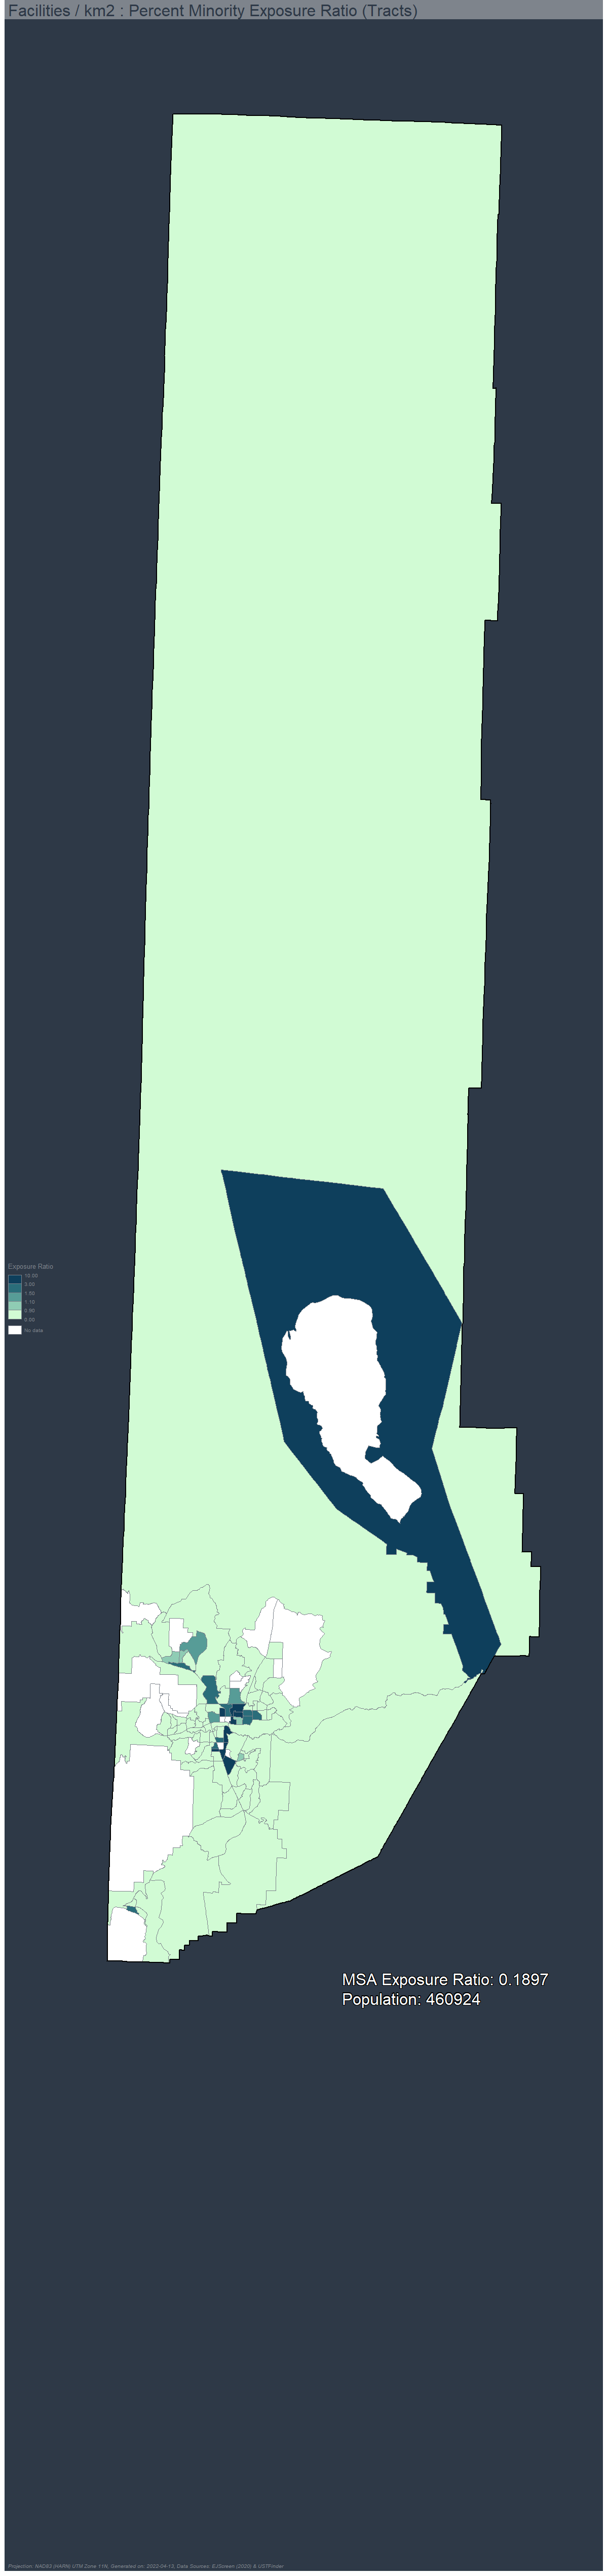 Facilities / km2 : Percent Minority Exposure Ratio (Tracts)
Exposure Ratio
10.00
2.00
1.50
1.10
0.90
0.00
No data
MSA Exposure Ratio: 0.1897
Population: 460924
Projection: NAD83 (HARN) UTM Zone 11N, Generated on: 2022-04-13, Data Sources: EJScreen (2020) & USTFinder